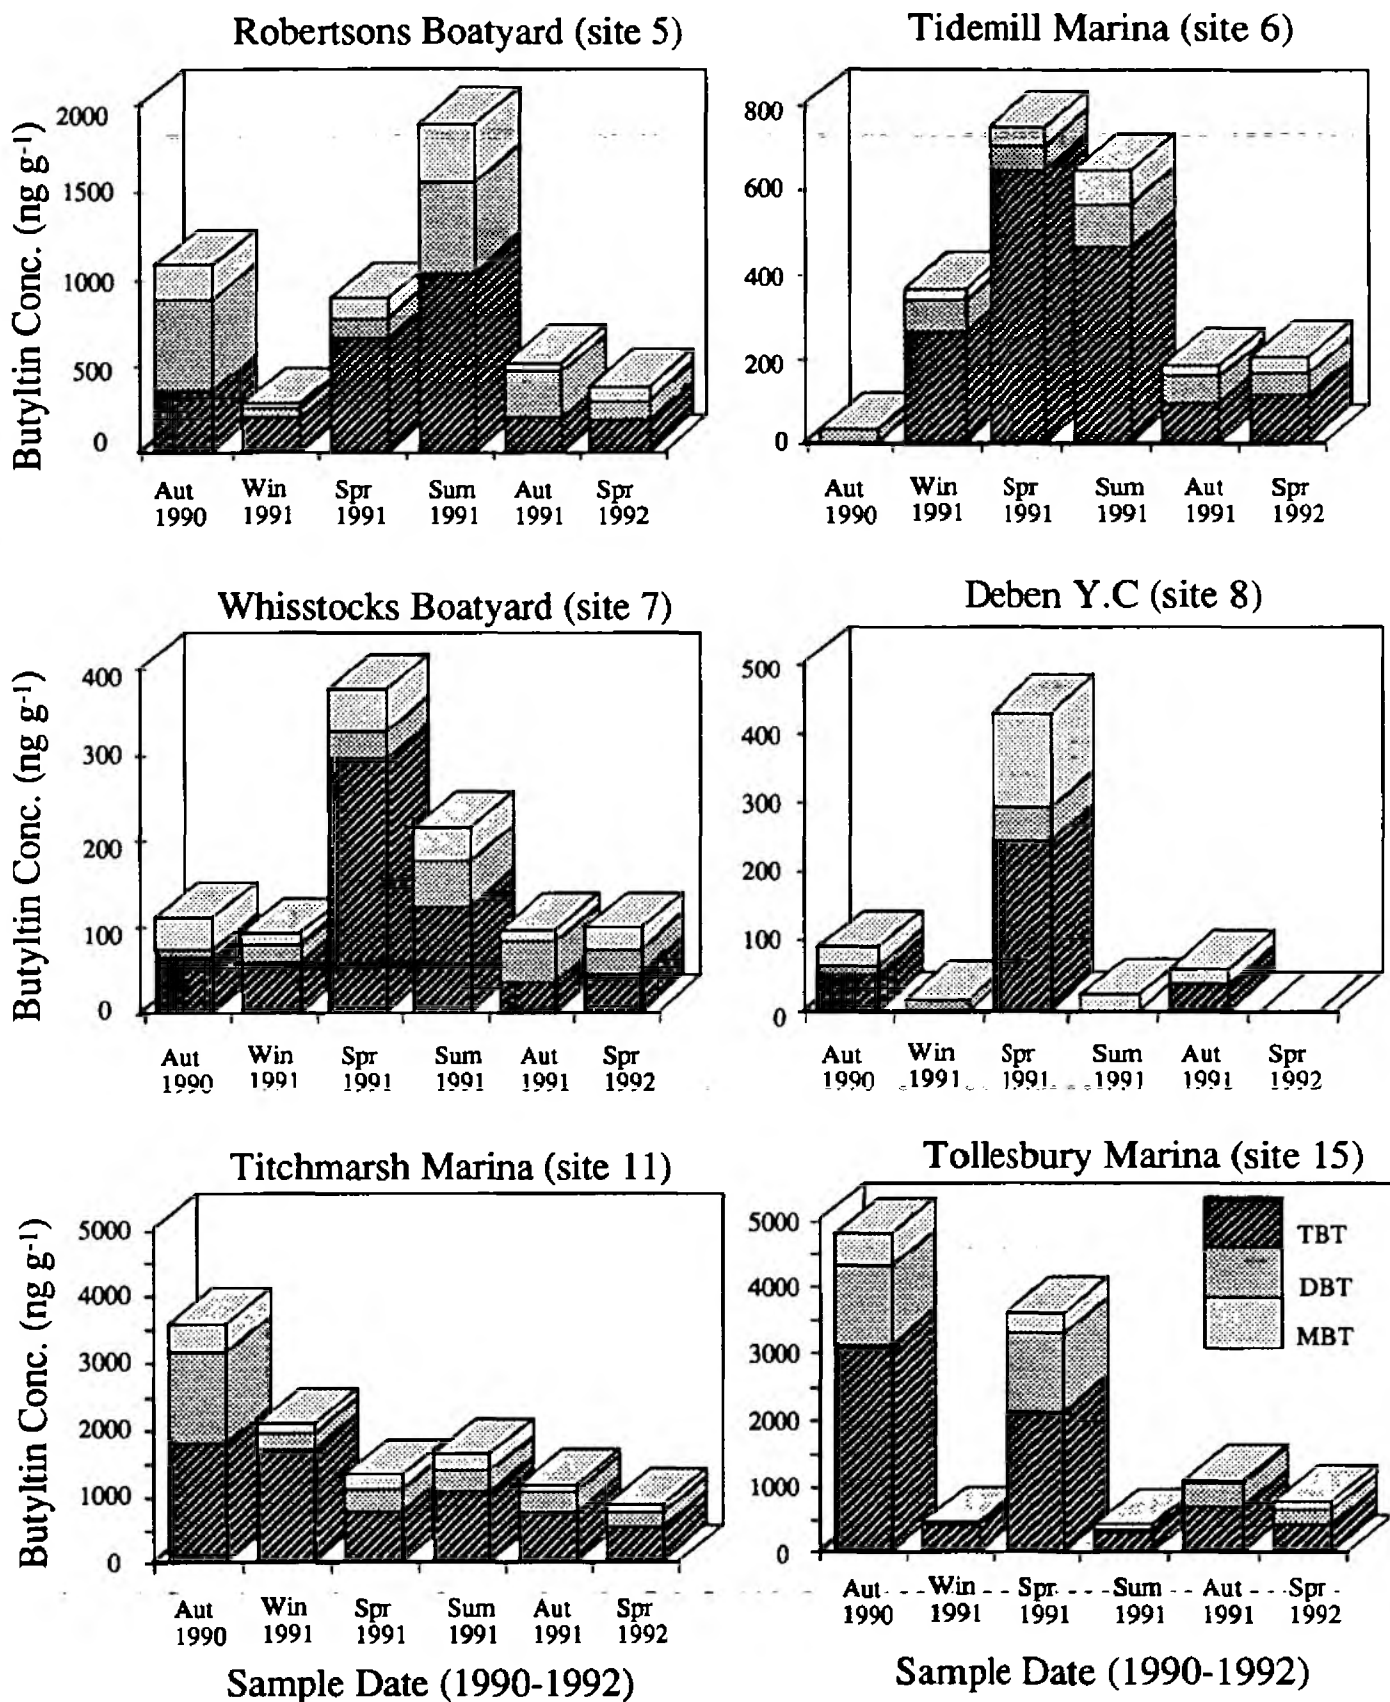 Robertsons Boatyard (site 5)
Butyltin Conc. (ng g-1)
2000
1500
1000
500
0
Aut 1990
Win 1991
Spr 1991
Sum 1991
Aut 1991
Spr 1992
Tidemill Marina (site 6)
800
600
400
200
0
Aut 1990
Win 1991
Spr 1991
Sum 1991
Aut 1991
Spr 1992
Whisstocks Boatyard (site 7)
Butyltin Conc. (ng g-1)
400
300
200
100
0
Aut 1990
Win 1991
Spr 1991
Sum 1991
Aut 1991
Spr 1992
Deben Y.C (site 8)
500
400
300
200
100
0
Aut 1990
Win 1991
Spr 1991
Sum 1991
Aut 1991
Spr 1992
Titchmarsh Marina (site 11)
Butyltin Conc. (ng g-1)
5000
4000
3000
2000
1000
0
Aut 1990
Win 1991
Spr 1991
Sum 1991
Aut 1991
Spr 1992
Sample Date (1990-1992)
Tollesbury Marina (site 15)
5000
4000
3000
2000
1000
0
TBT
DBT
MBT
Aut 1990
Win 1991
Spr 1991
Sum 1991
Aut 1991
Spr 1992
Sample Date (1990-1992)